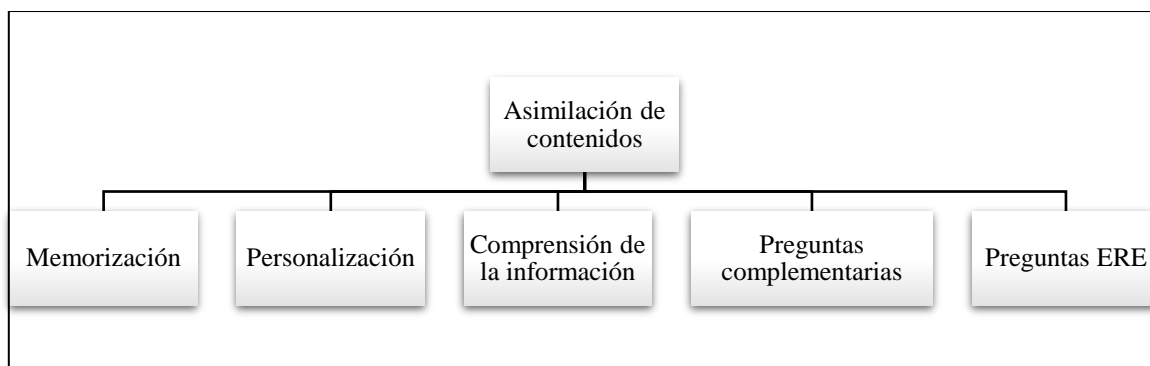 Asimilación de
contenidos
Memorización
Personalización
Comprensión de
la información
Preguntas
complementarias
Preguntas ERE